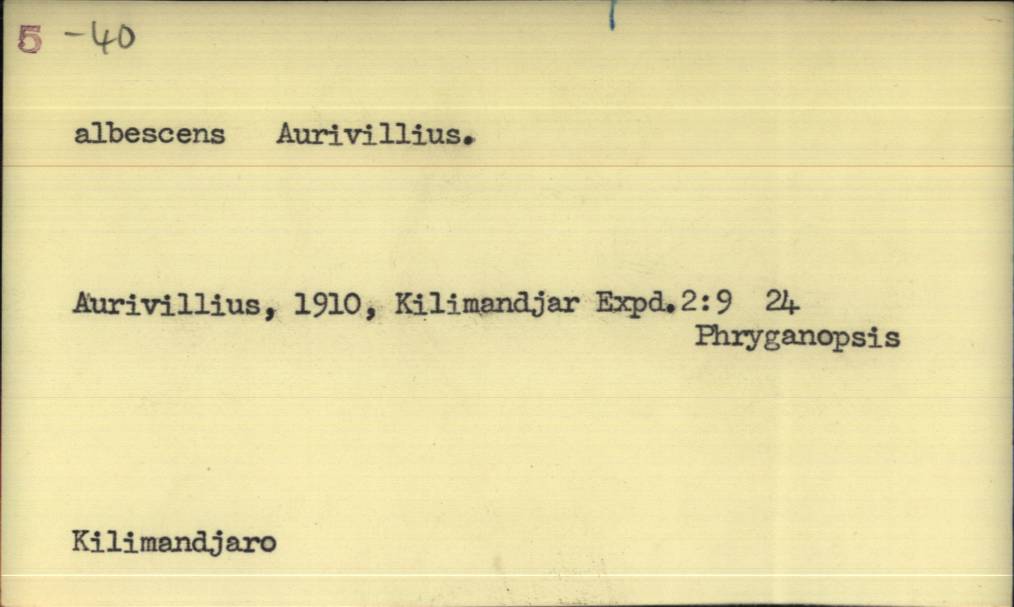 5 -40
albescens Aurivillius.
Aurivillius, 1910, Kilimandjar Expd.2:9 24
Phryganopsis
Kilimandjaro